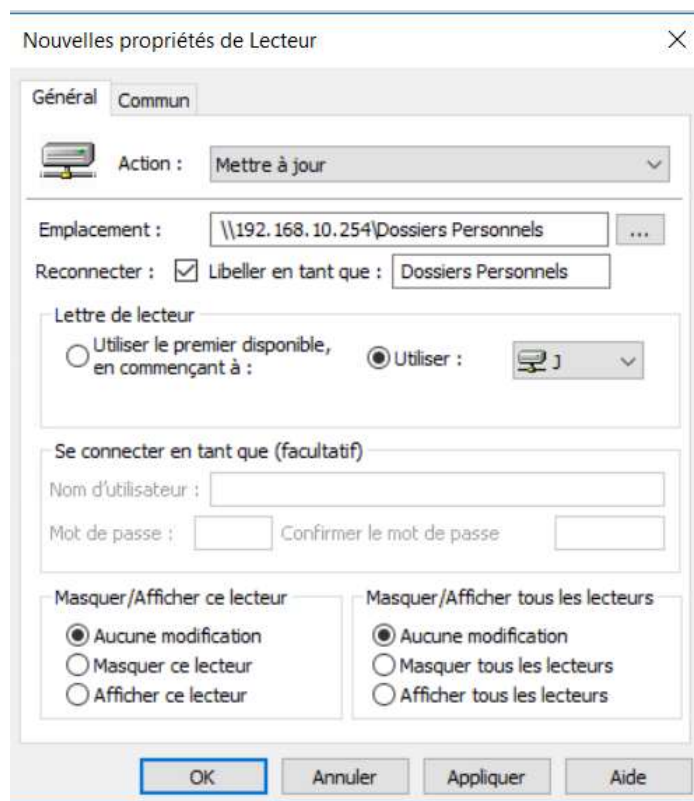 Nouvelles propriétés de Lecteur
Général Commun
Action : Mettre à jour
Emplacement : \\192.168.10.254\Dossiers Personnels ...
Reconnecter : Libeller en tant que : Dossiers Personnels
Lettre de lecteur
Utiliser le premier disponible,
en commençant à :
Utiliser : J
Se connecter en tant que (facultatif)
Nom d'utilisateur :
Mot de passe : Confirmer le mot de passe
Masquer/Afficher ce lecteur
Aucune modification
Masquer ce lecteur
Afficher ce lecteur
Masquer/Afficher tous les lecteurs
Aucune modification
Masquer tous les lecteurs
Afficher tous les lecteurs
OK Annuler Appliquer Aide